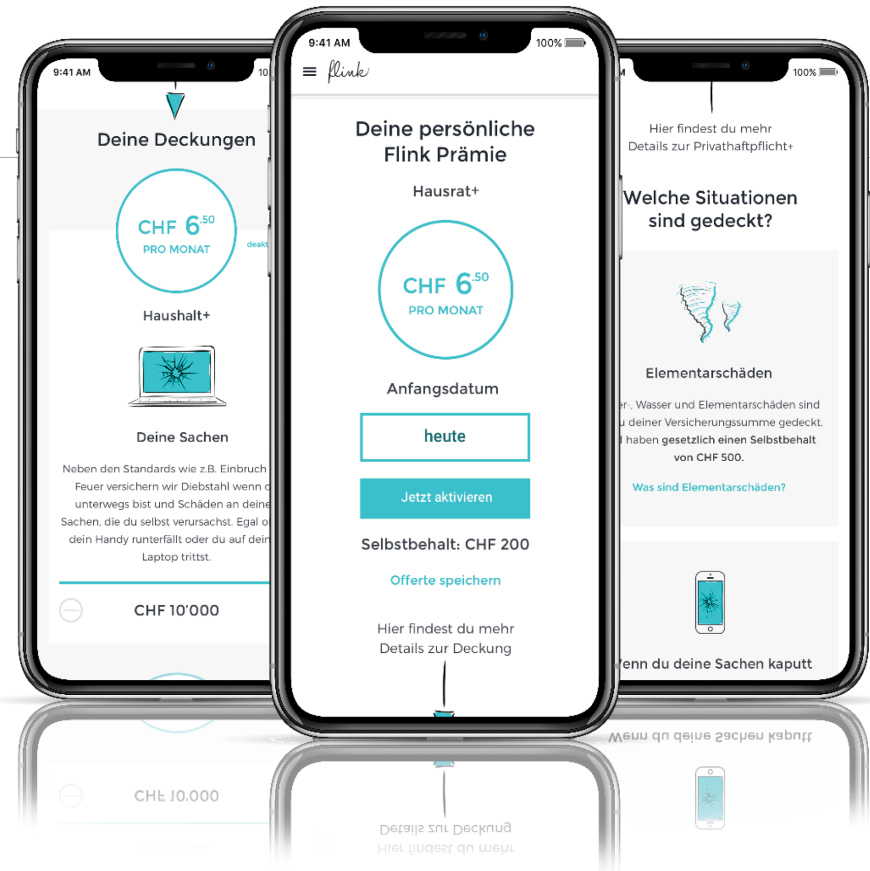 9:41 AM
Deine Deckungen
CHF 6.50
PRO MONAT
deakt
Haushalt+
Deine Sachen
Neben den Standards wie z.B. Einbruch
Feuer versichern wir Diebstahl wenn
unterwegs bist und Schäden an deine
Sachen, die du selbst verursachst. Egal
dein Handy runterfällt oder du auf dein
Laptop trittst.
CHF 10'000
9:41 AM
100%
flink
Deine persönliche
Flink Prämie
Hausrat+
CHF 6.50
PRO MONAT
Anfangsdatum
heute
Jetzt aktivieren
Selbstbehalt: CHF 200
Offerte speichern
Hier findest du mehr
Details zur Deckung
100%
Hier findest du mehr
Details zur Privathaftpflicht+
Welche Situationen
sind gedeckt?
Elementarschäden
er-, Wasser und Elementarschäden sind
u deiner Versicherungssumme gedeckt.
d haben gesetzlich einen Selbstbehalt
von CHF 500.
Was sind Elementarschäden?
Wenn du deine Sachen kaputt